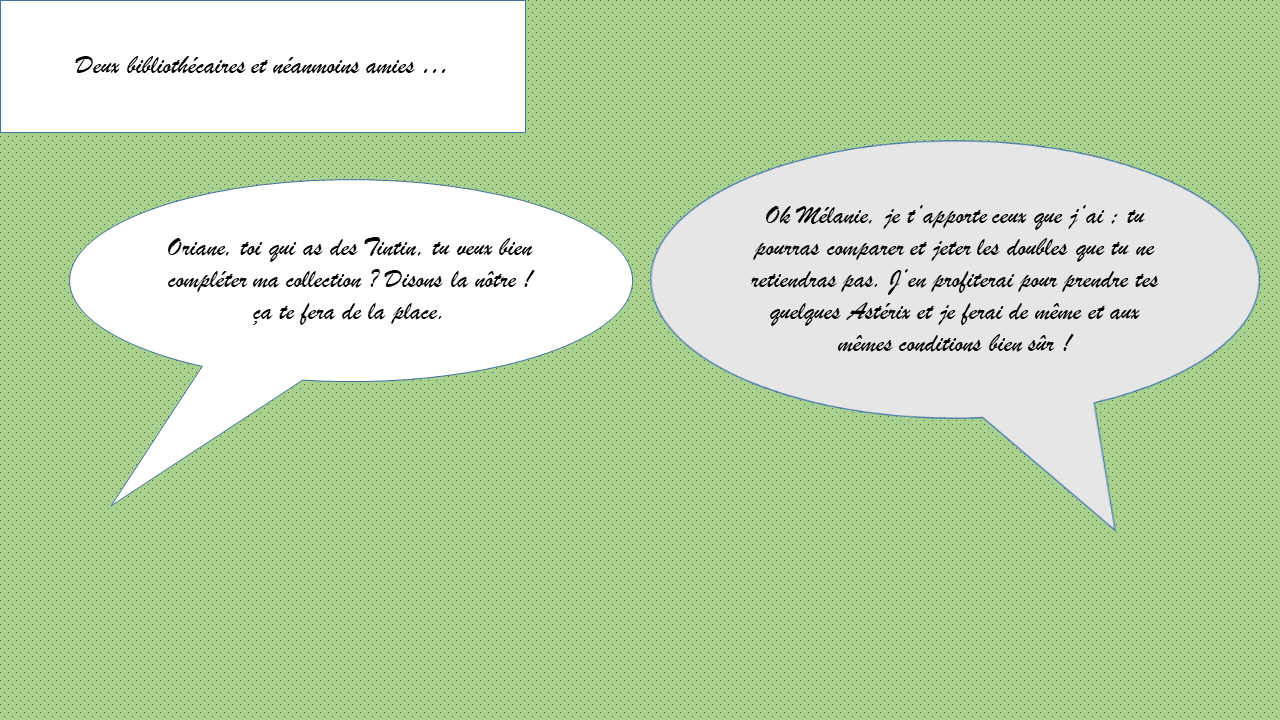 Deux bibliothécaires et néanmoins amies ...
Oriane, toi qui as des Tintin, tu veux bien
compléter ma collection ? Disons la nôtre !
ça te fera de la place.
Ok Mélanie, je t'apporte ceux que j'ai ; tu
pourras comparer et jeter les doubles que tu ne
retiendras pas. J'en profiterai pour prendre tes
quelques Astérix et je ferai de même et aux
mêmes conditions bien sûr !